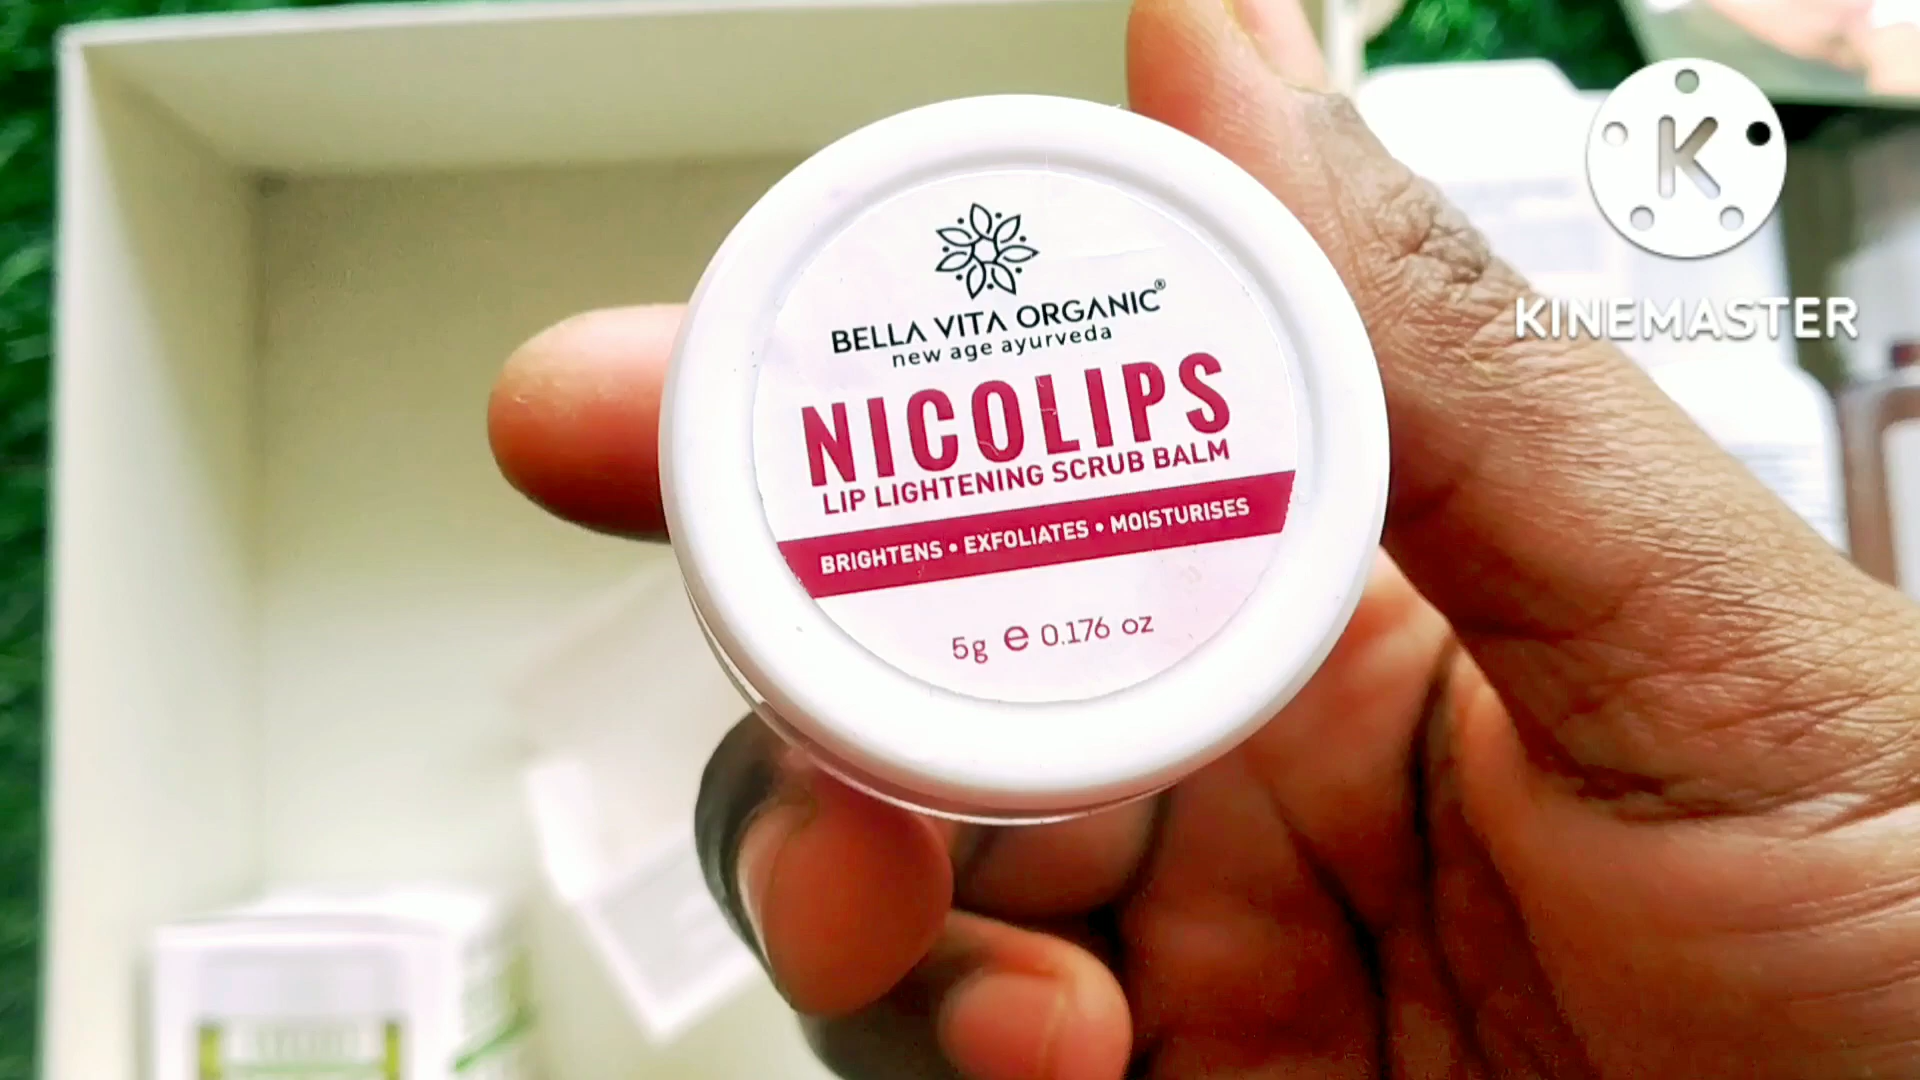 BELLA VITA ORGANIC®
new age ayurveda
NICOLIPS
LIP LIGHTENING SCRUB BALM
BRIGHTENS • EXFOLIATES • MOISTURISES
5g e 0.176 oz
K
KINEMASTER